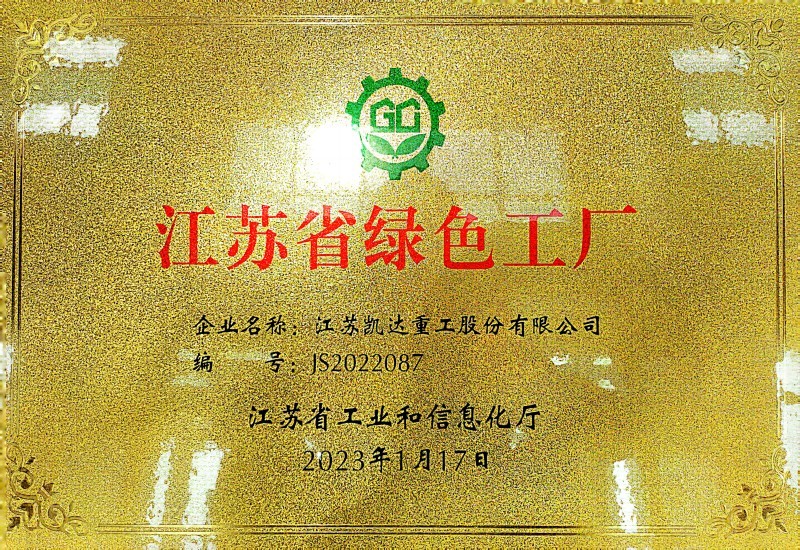 GC
江苏省绿色工厂
企业名称：江苏凯达重工股份有限公司
编 号：JS2022087
江苏省工业和信息化厅
2023年1月17日